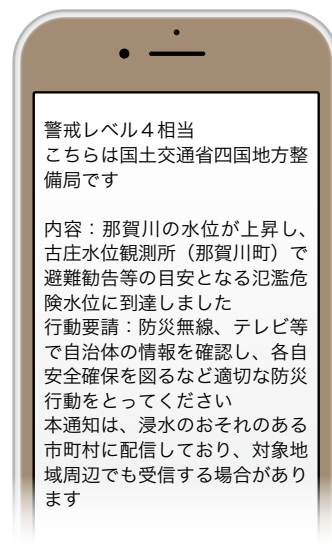 警戒レベル４相当
こちらは国土交通省四国地方整
備局です
内容：那賀川の水位が上昇し、
古庄水位観測所（那賀川町）で
避難勧告等の目安となる氾濫危
険水位に到達しました
行動要請：防災無線、テレビ等
で自治体の情報を確認し、各自
安全確保を図るなど適切な防災
行動をとってください
本通知は、浸水のおそれのある
市町村に配信しており、対象地
域周辺でも受信する場合があり
ます